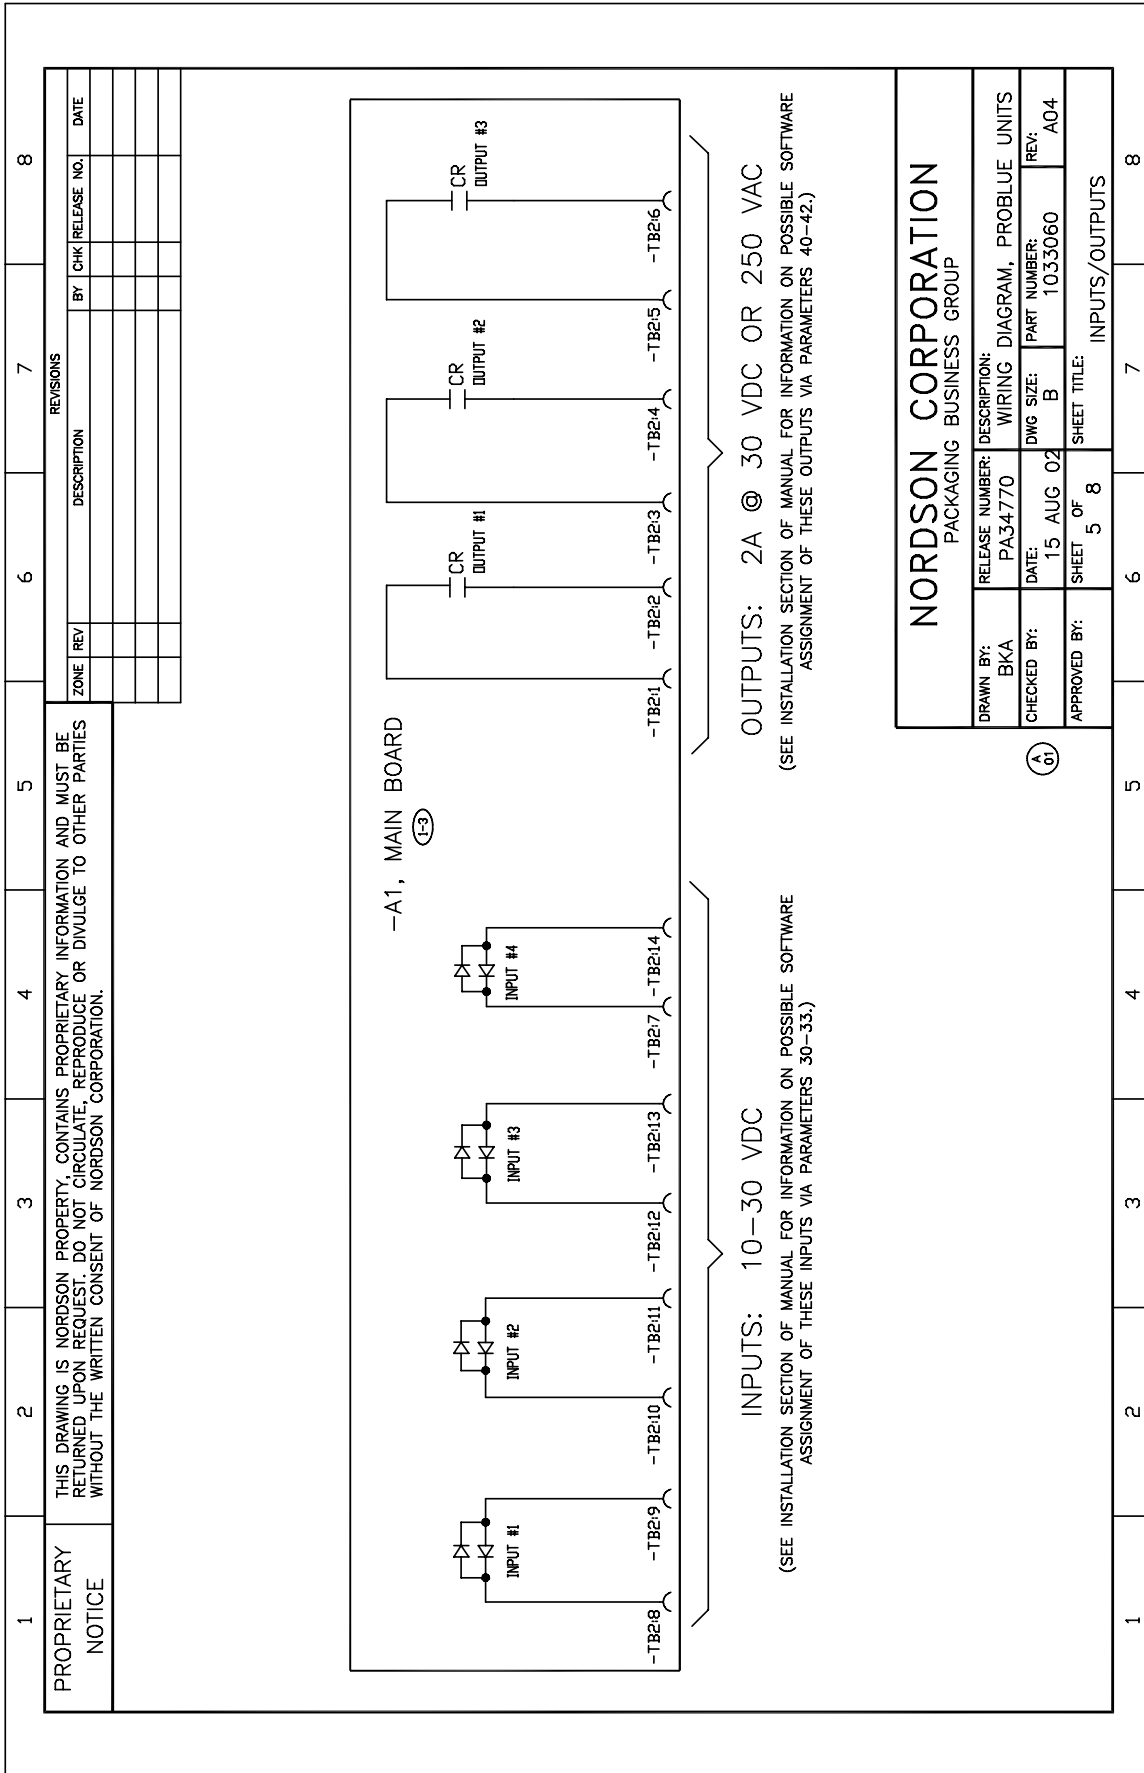 1 2 3 4 5 6 7 8
PROPRIETARY
NOTICE
THIS DRAWING IS NORDSON PROPERTY, CONTAINS PROPRIETARY INFORMATION AND MUST BE
RETURNED UPON REQUEST. DO NOT CIRCULATE, REPRODUCE OR DIVULGE TO OTHER PARTIES
WITHOUT THE WRITTEN CONSENT OF NORDSON CORPORATION.
REVISIONS
ZONE REV DESCRIPTION BY CHK RELEASE NO. DATE
-A1, MAIN BOARD
1-3
INPUT #1
INPUT #2
INPUT #3
INPUT #4
CR
OUTPUT #1
CR
OUTPUT #2
CR
OUTPUT #3
-TB2:8 -TB2:9 -TB2:10 -TB2:11 -TB2:12 -TB2:13 -TB2:7 -TB2:14 -TB2:1 -TB2:2 -TB2:3 -TB2:4 -TB2:5 -TB2:6
INPUTS: 10-30 VDC
(SEE INSTALLATION SECTION OF MANUAL FOR INFORMATION ON POSSIBLE SOFTWARE
ASSIGNMENT OF THESE INPUTS VIA PARAMETERS 30-33.)
OUTPUTS: 2A @ 30 VDC OR 250 VAC
(SEE INSTALLATION SECTION OF MANUAL FOR INFORMATION ON POSSIBLE SOFTWARE
ASSIGNMENT OF THESE OUTPUTS VIA PARAMETERS 40-42.)
NORDSON CORPORATION
PACKAGING BUSINESS GROUP
DRAWN BY:
BKA
RELEASE NUMBER:
PA34770
DESCRIPTION:
WIRING DIAGRAM, PROBLUE UNITS
A
01
CHECKED BY:
DATE:
15 AUG 02
DWG SIZE:
B
PART NUMBER:
1033060
REV:
A04
APPROVED BY:
SHEET OF
5 8
SHEET TITLE:
INPUTS/OUTPUTS
1 2 3 4 5 6 7 8